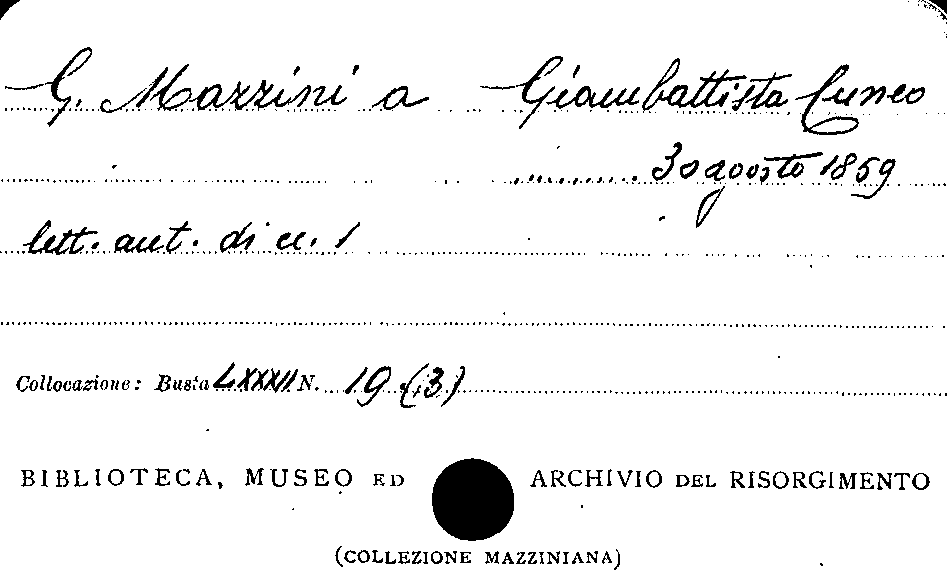 G. Mazzini a Giambattista Cuneo
........... 30 agosto 1859
lett. aut. di cc. 1
Collocazione: Busta LXXXII N. 19 (3)
BIBLIOTECA, MUSEO ED ARCHIVIO DEL RISORGIMENTO
(COLLEZIONE MAZZINIANA)